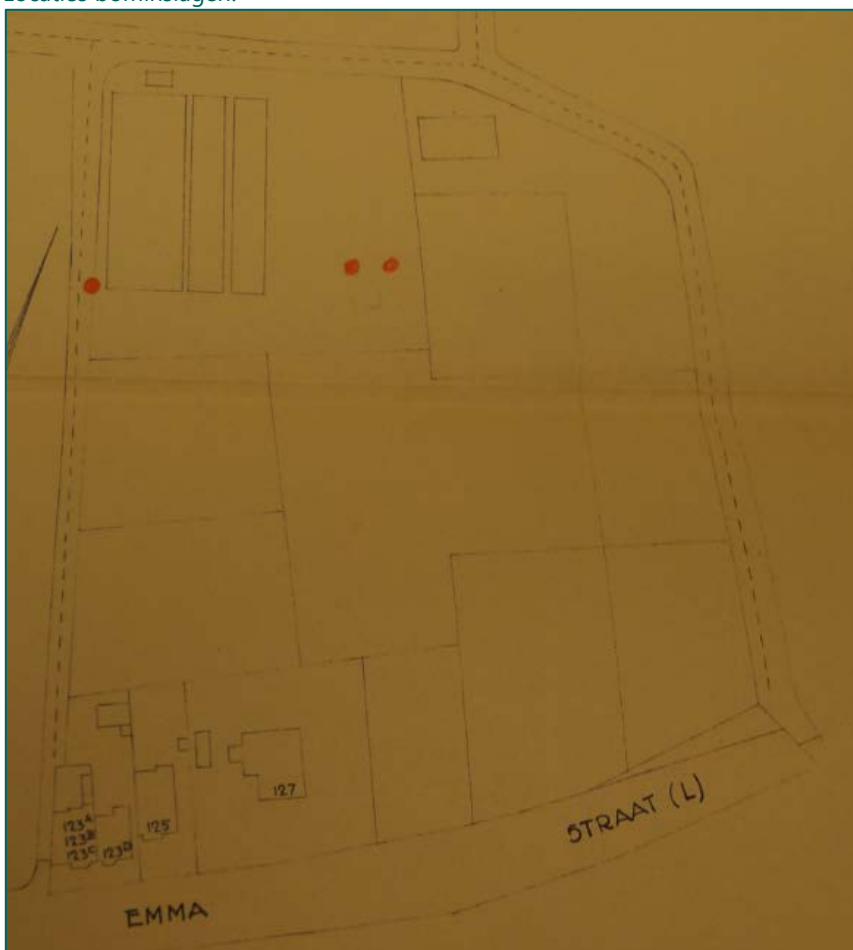 Locaties bominslagen:
127
125
123A
123B
123C
123D
STRAAT (L)
EMMA